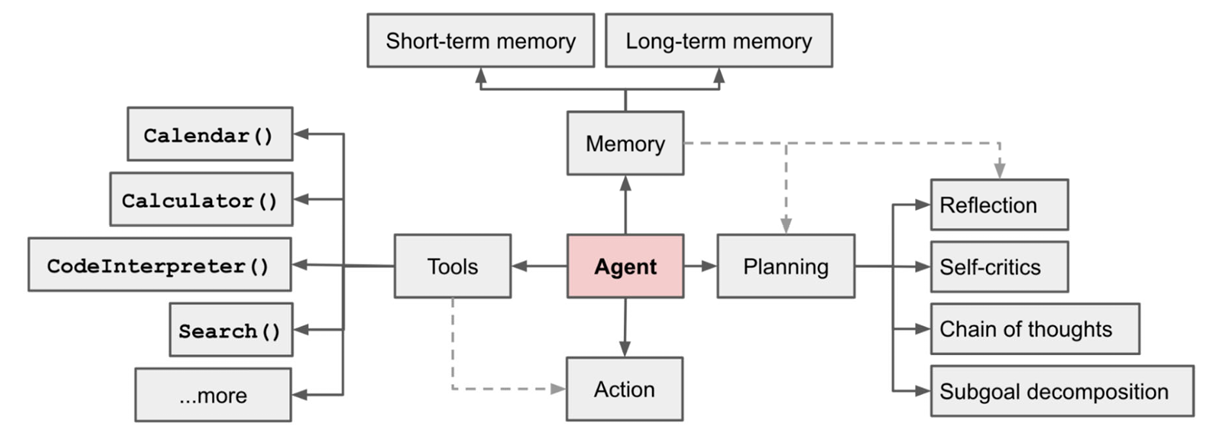 Short-term memory
Long-term memory
Calendar()
Memory
Calculator()
Reflection
CodeInterpreter()
Tools
Agent
Planning
Self-critics
Search()
Chain of thoughts
...more
Action
Subgoal decomposition